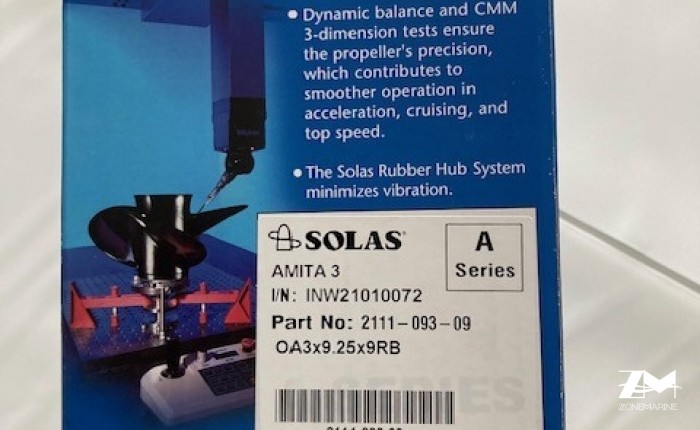 • Dynamic balance and CMM
3-dimension tests ensure
the propeller's precision,
which contributes to
smoother operation in
acceleration, cruising, and
top speed.
• The Solas Rubber Hub System
minimizes vibration.
SOLAS®
A
Series
AMITA 3
I/N: INW21010072
Part No: 2111-093-09
OA3x9.25x9RB
SERIES
ZM
ZONEMARINE